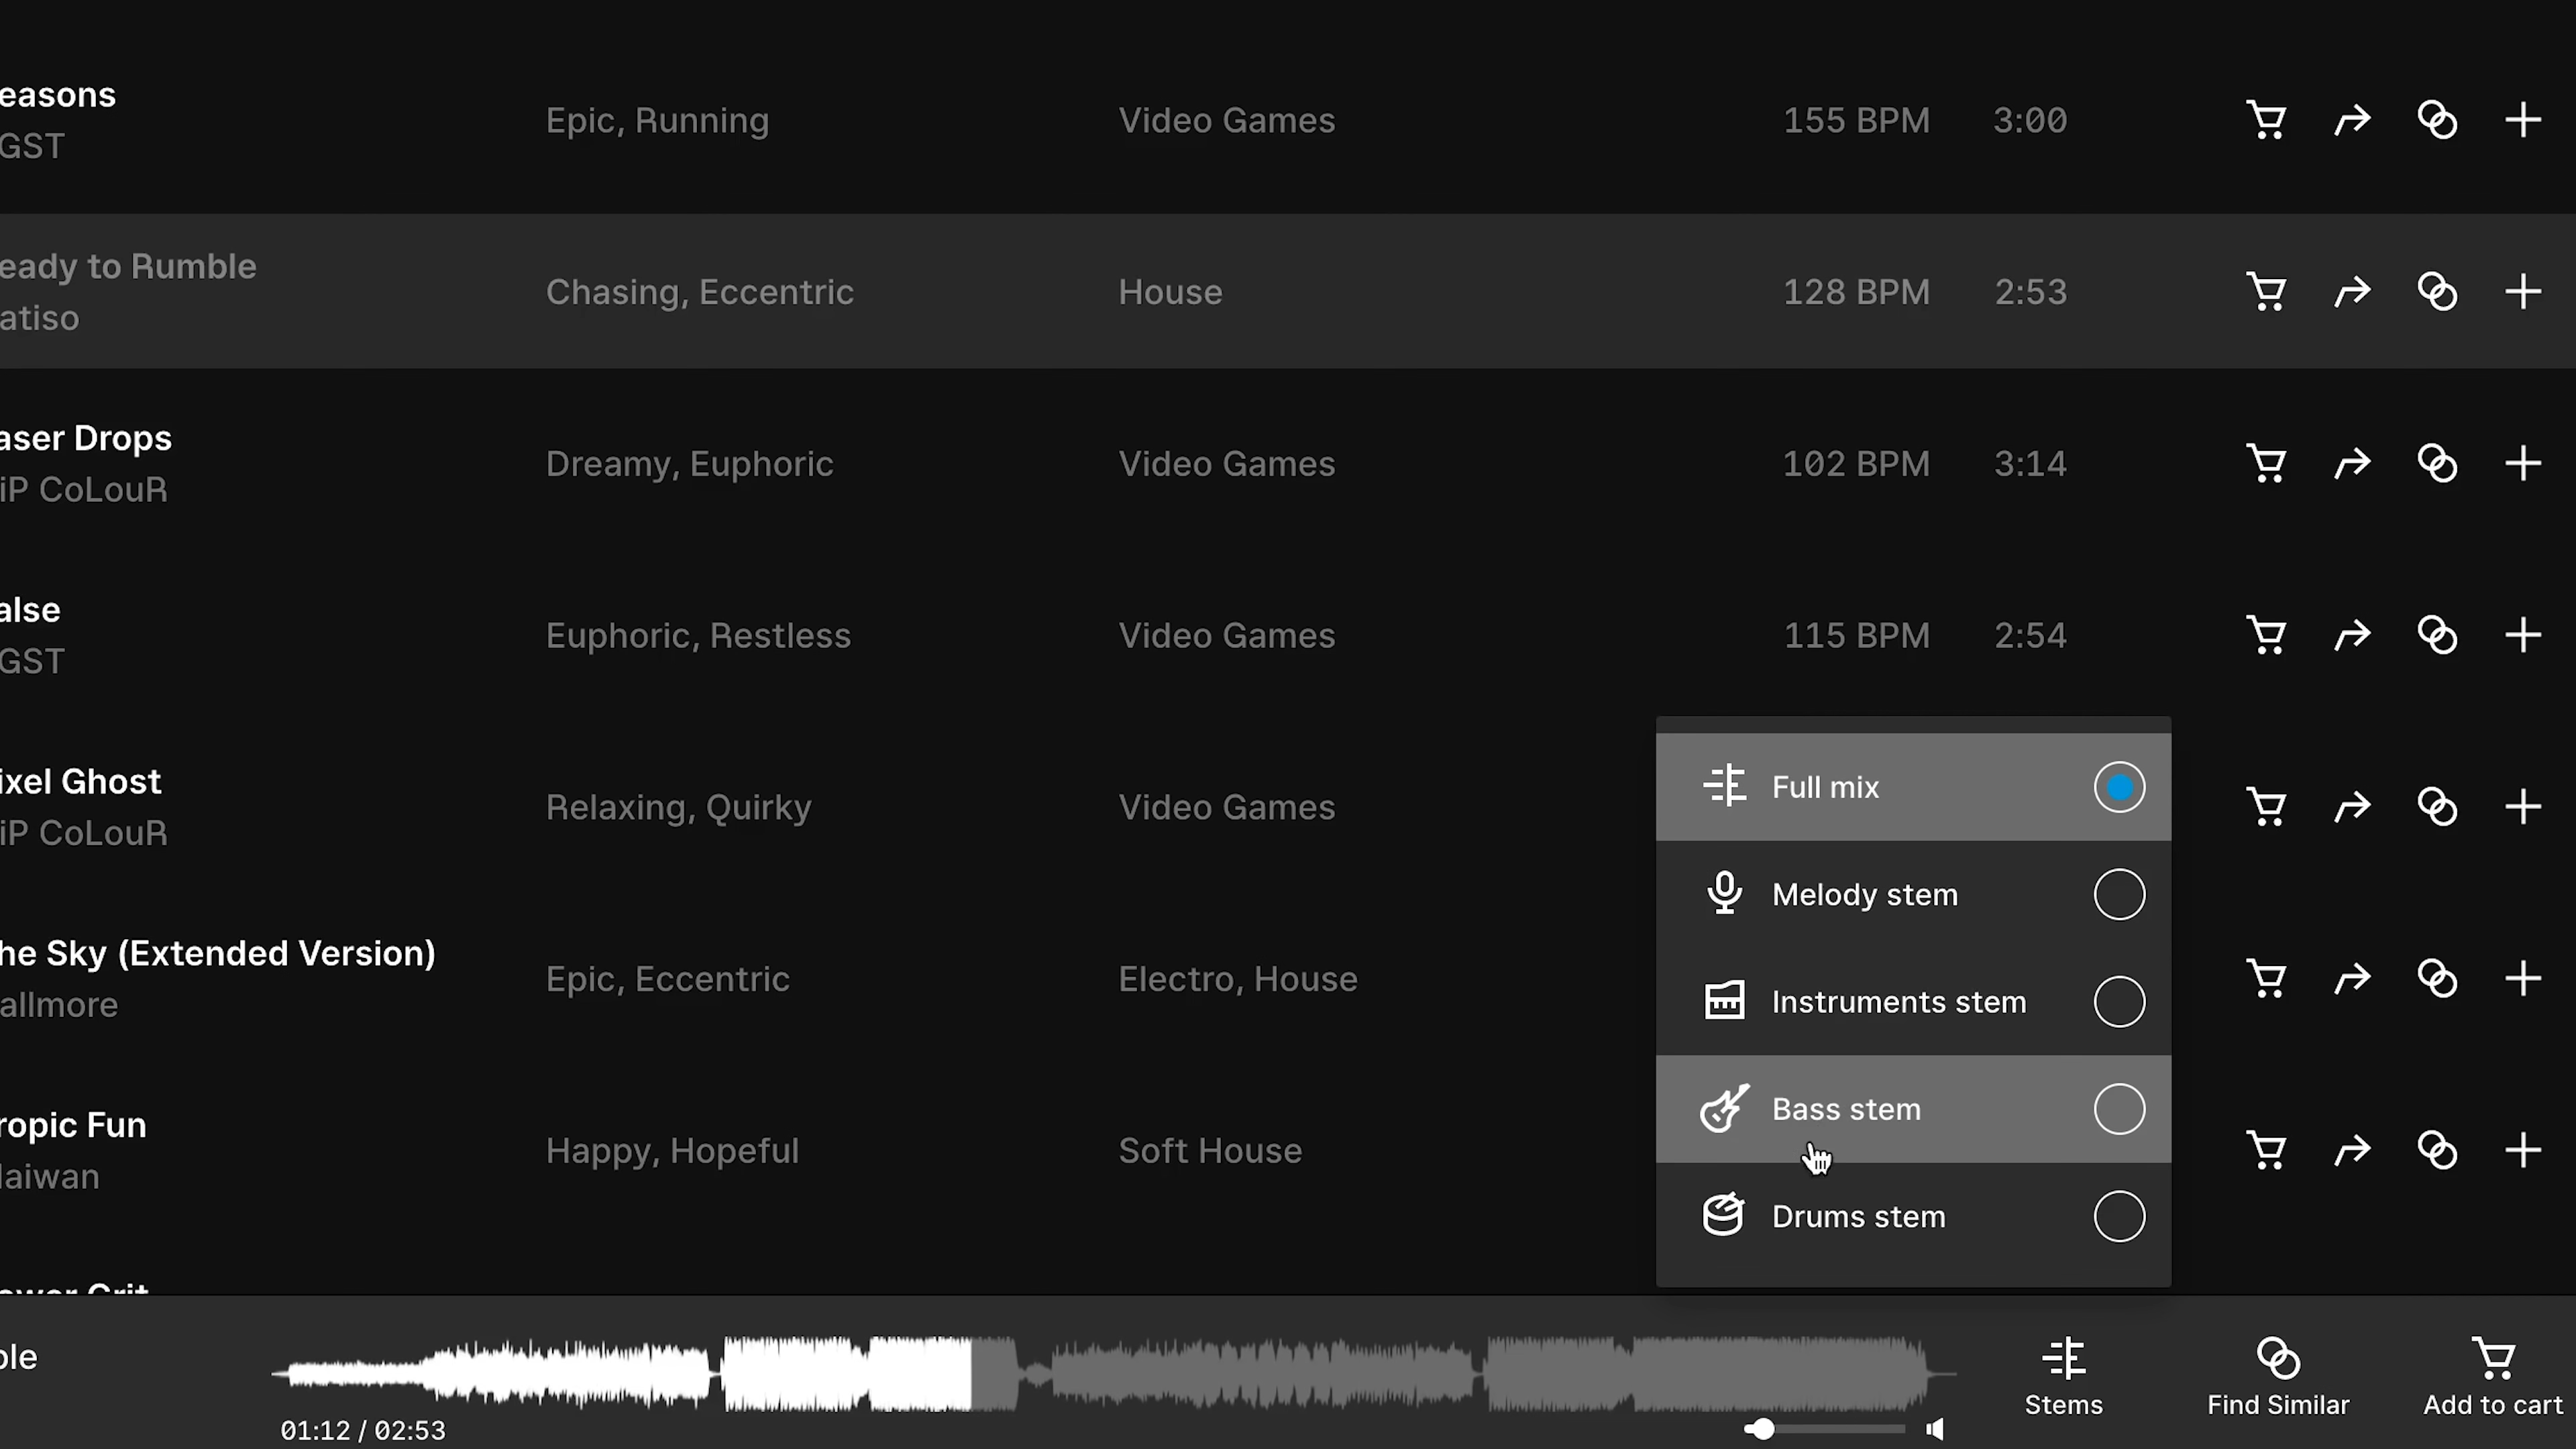 easons
GST
Epic, Running
Video Games
155 BPM
3:00
eady to Rumble
atiso
Chasing, Eccentric
House
128 BPM
2:53
aser Drops
iP CoLouR
Dreamy, Euphoric
Video Games
102 BPM
3:14
alse
GST
Euphoric, Restless
Video Games
115 BPM
2:54
ixel Ghost
iP CoLouR
Relaxing, Quirky
Video Games
he Sky (Extended Version)
allmore
Epic, Eccentric
Electro, House
ropic Fun
aiwan
Happy, Hopeful
Soft House
Full mix
Melody stem
Instruments stem
Bass stem
Drums stem
ble
01:12 / 02:53
Stems
Find Similar
Add to cart